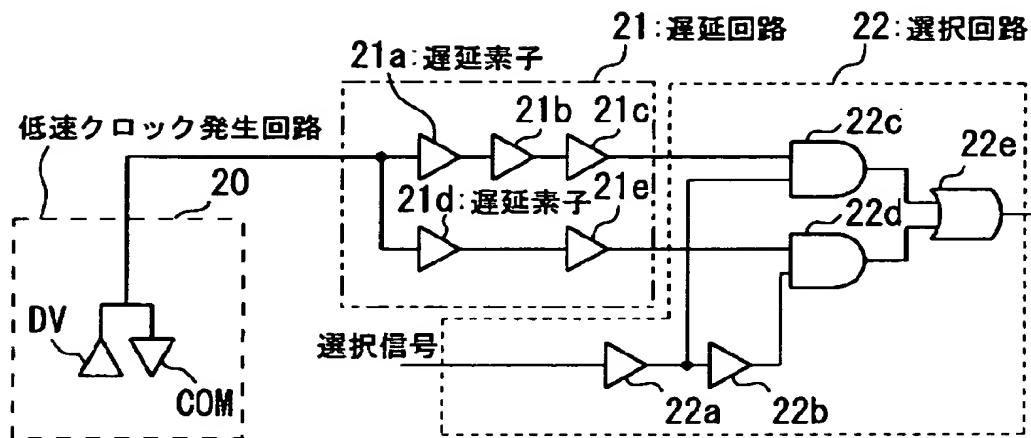 21:遅延回路
22:選択回路
21a:遅延素子
21b
21c
22c
22e
低速クロック発生回路
20
21d:遅延素子
21e
22d
DV
COM
選択信号
22a
22b